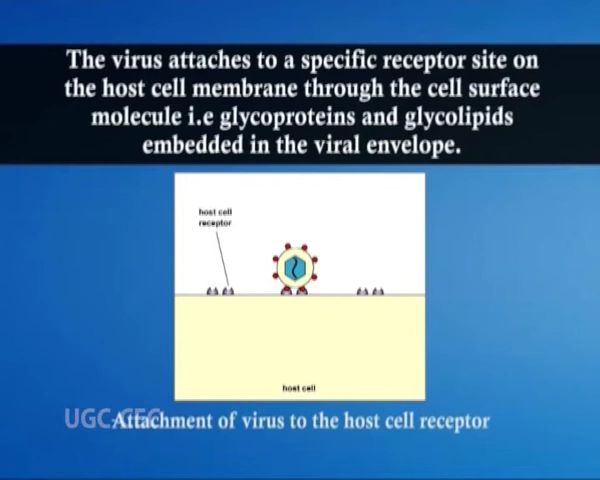 The virus attaches to a specific receptor site on
the host cell membrane through the cell surface
molecule i.e glycoproteins and glycolipids
embedded in the viral envelope.
host cell
receptor
host cell
UGC-CEC
Attachment of virus to the host cell receptor